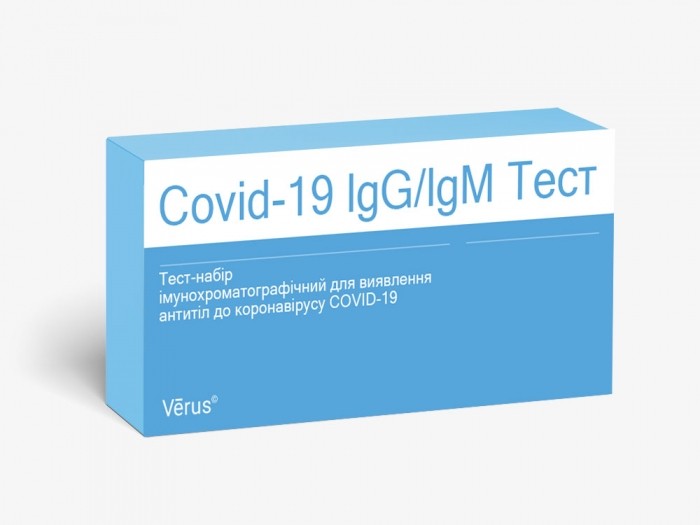 Covid-19 IgG/IgM Тест
Тест-набір
імунохроматографічний для виявлення
антитіл до коронавірусу COVID-19
Vērus©